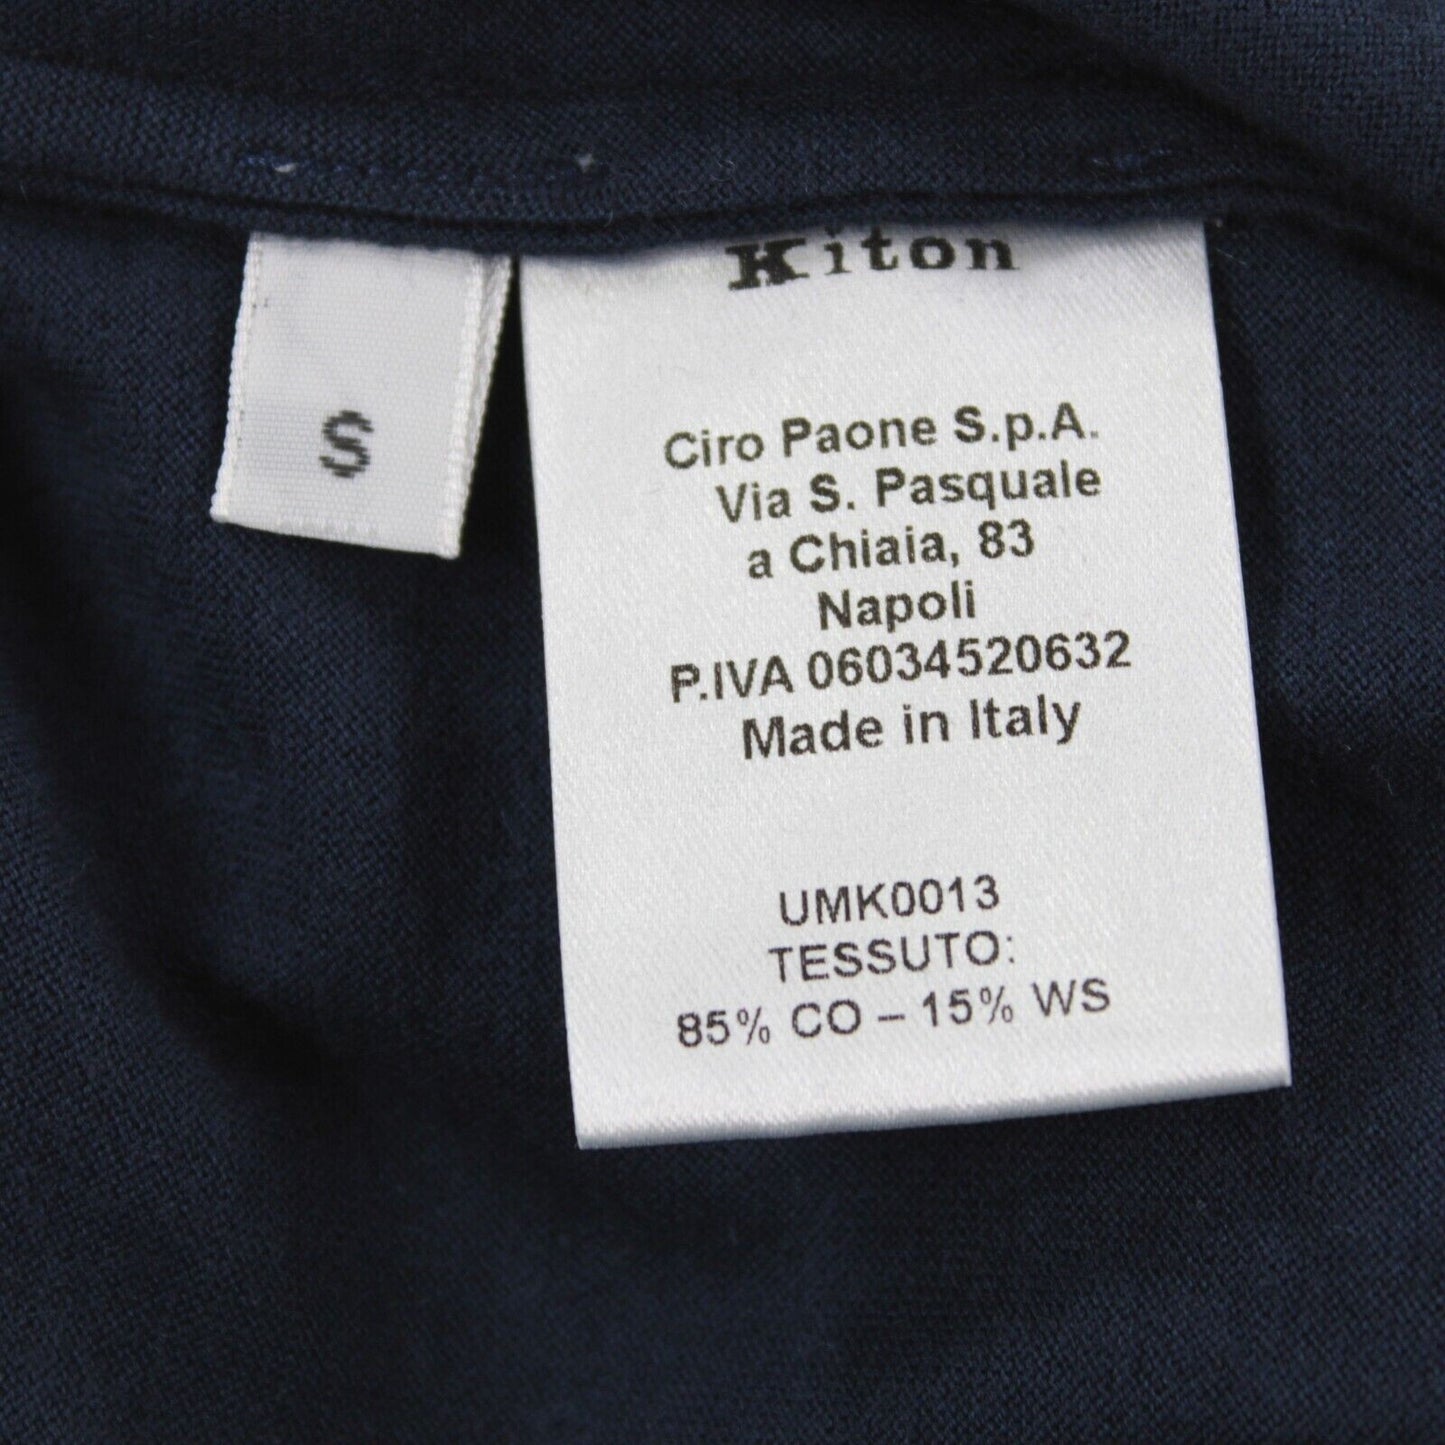 Kiton
S
Ciro Paone S.p.A.
Via S. Pasquale
a Chiaia, 83
Napoli
P.IVA 06034520632
Made in Italy
UMK0013
TESSUTO:
85% CO – 15% WS